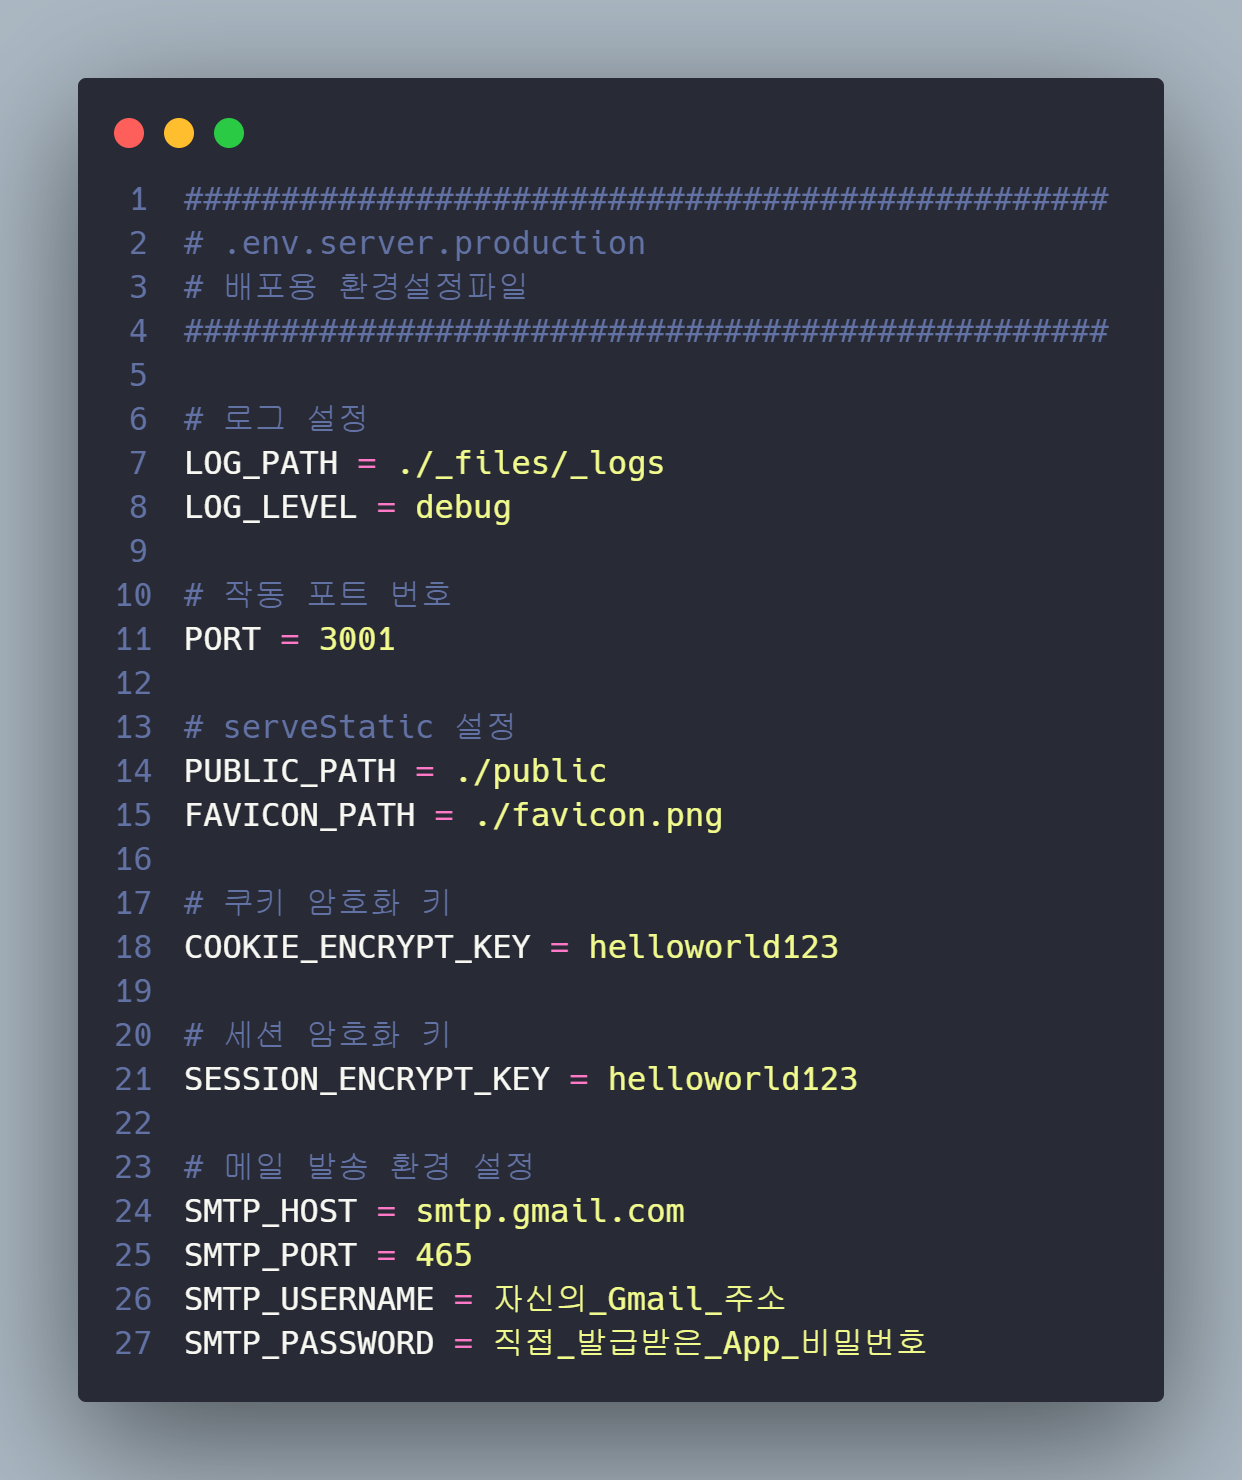 1 ################################################
2 # .env.server.production
3 # 배포용 환경설정파일
4 ################################################
5
6 # 로그 설정
7 LOG_PATH = ./_files/_logs
8 LOG_LEVEL = debug
9
10 # 작동 포트 번호
11 PORT = 3001
12
13 # serveStatic 설정
14 PUBLIC_PATH = ./public
15 FAVICON_PATH = ./favicon.png
16
17 # 쿠키 암호화 키
18 COOKIE_ENCRYPT_KEY = helloworld123
19
20 # 세션 암호화 키
21 SESSION_ENCRYPT_KEY = helloworld123
22
23 # 메일 발송 환경 설정
24 SMTP_HOST = smtp.gmail.com
25 SMTP_PORT = 465
26 SMTP_USERNAME = 자신의_Gmail_주소
27 SMTP_PASSWORD = 직접_발급받은_App_비밀번호